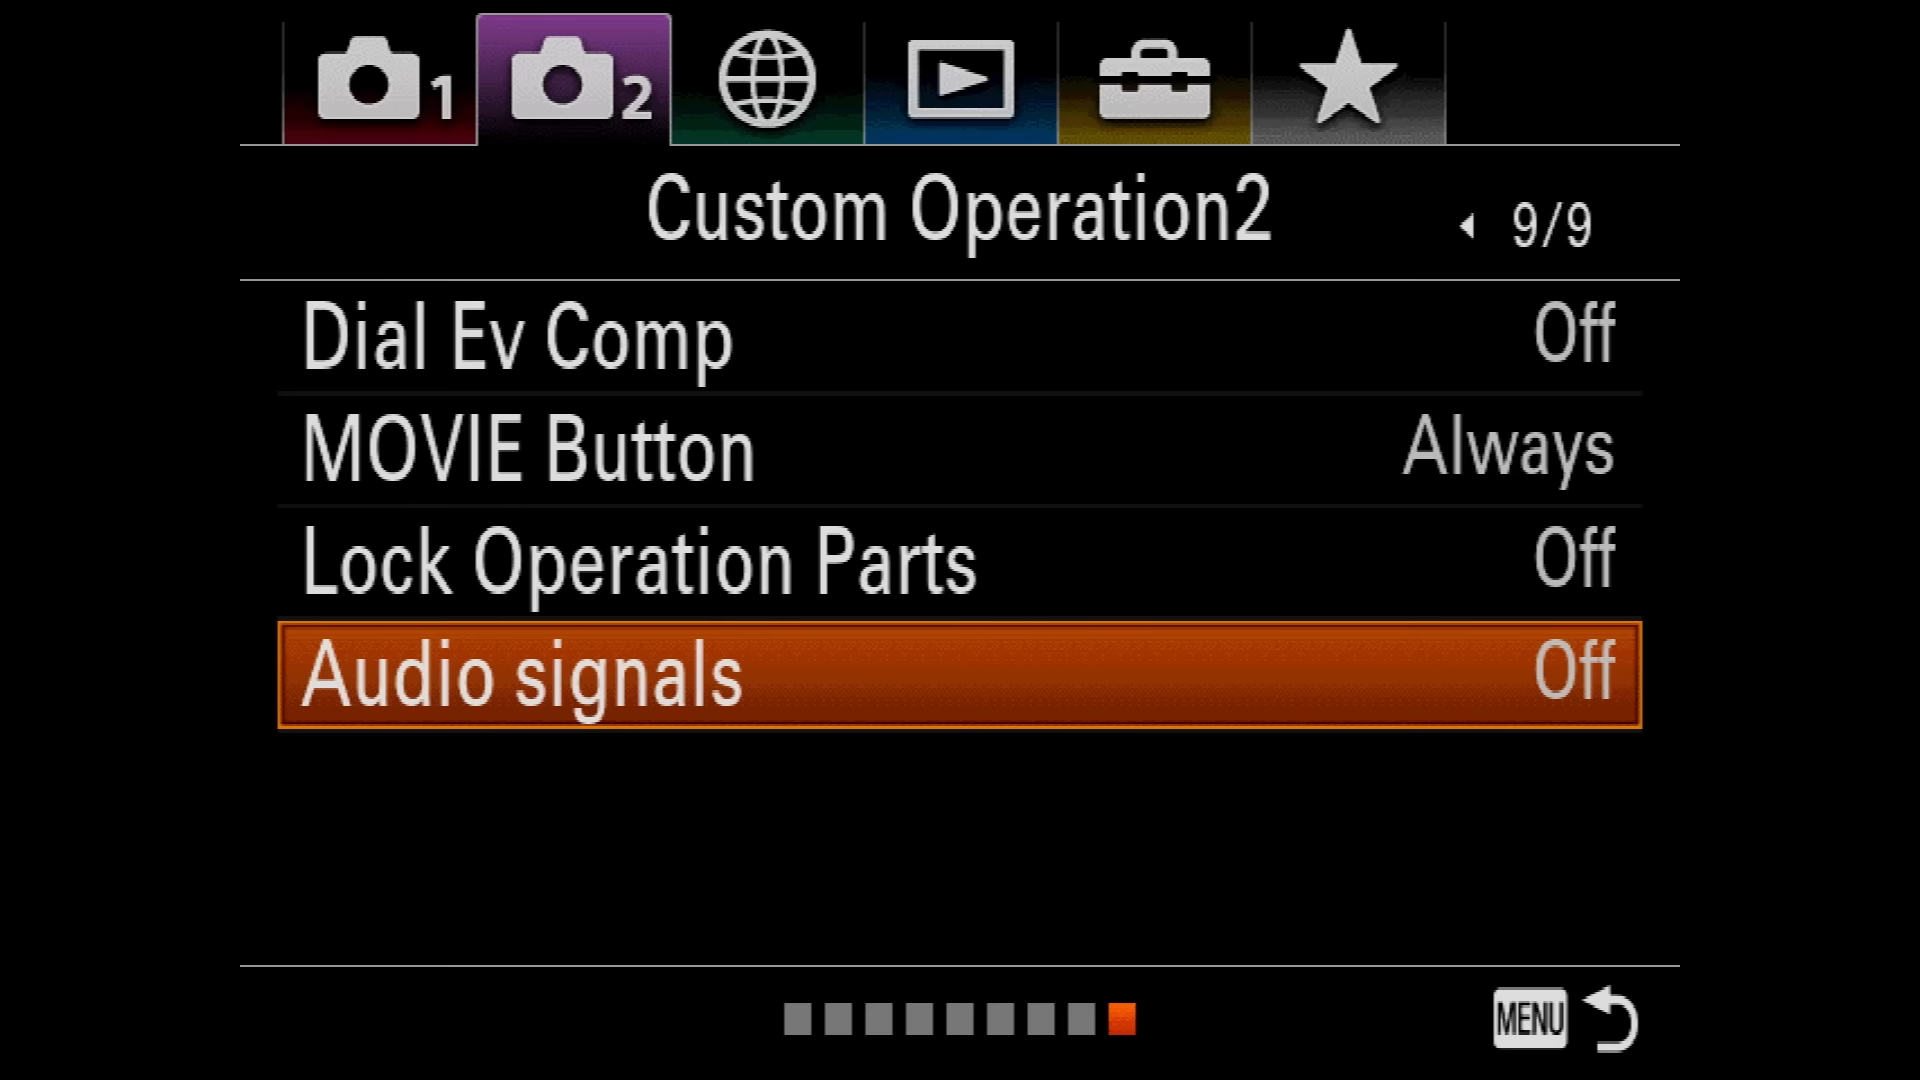 1 2
Custom Operation2 9/9
Dial Ev Comp Off
MOVIE Button Always
Lock Operation Parts Off
Audio signals Off
MENU